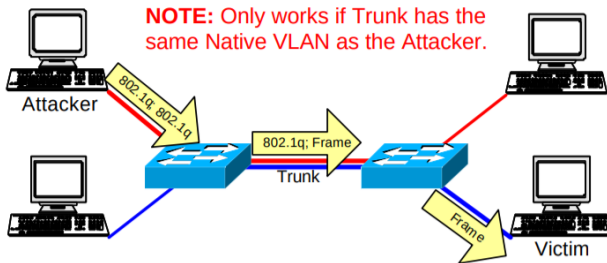 NOTE: Only works if Trunk has the
same Native VLAN as the Attacker.
Attacker
802.1q; 802.1q
802.1q; Frame
Trunk
Frame
Victim